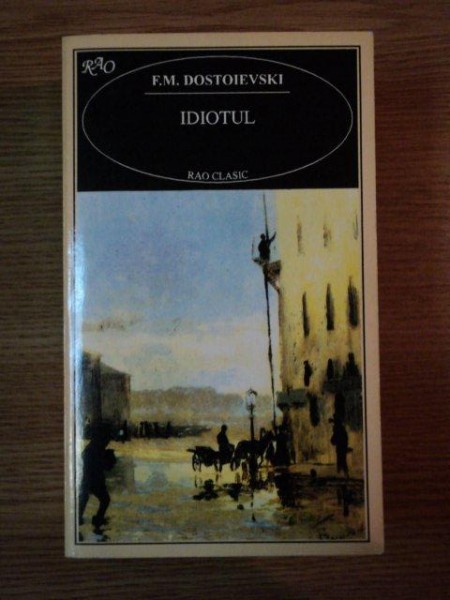 RAO
F.M. DOSTOIEVSKI
IDIOTUL
RAO CLASIC